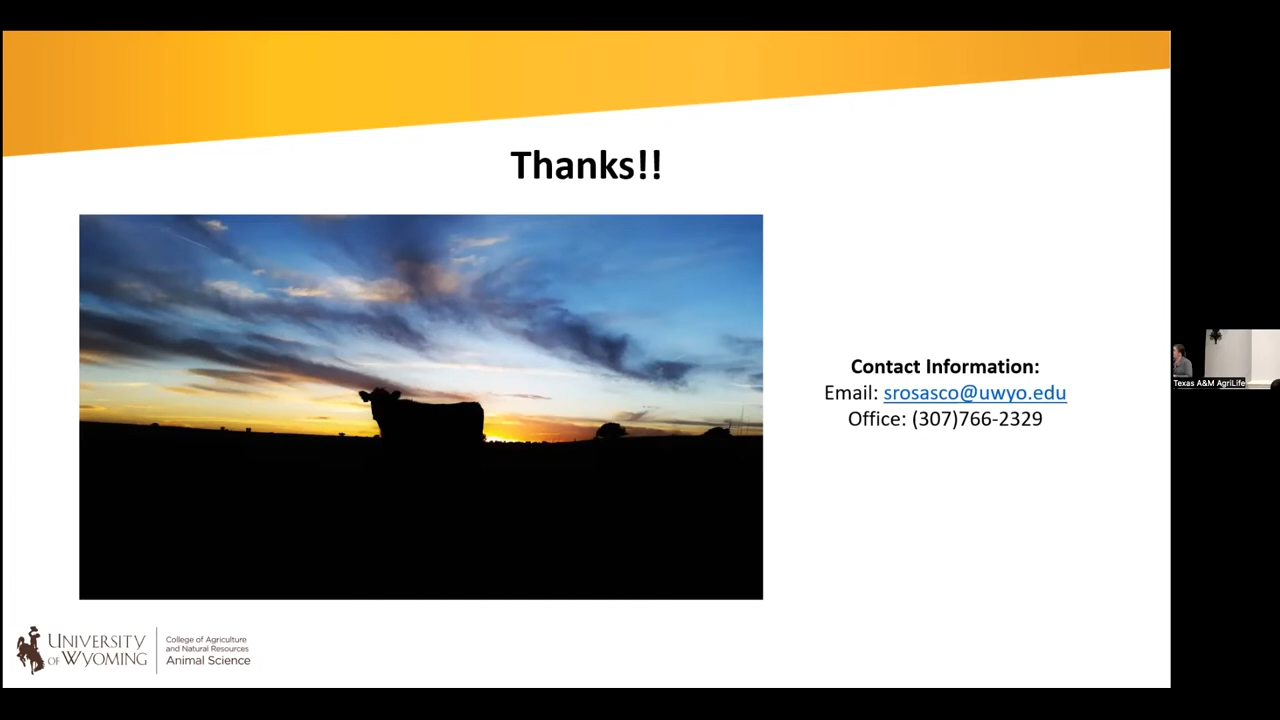 Thanks!!
Contact Information:
Email: srosasco@uwyo.edu
Office: (307)766-2329
Texas A&M AgriLife
UNIVERSITY
OF WYOMING
College of Agriculture
and Natural Resources
Animal Science